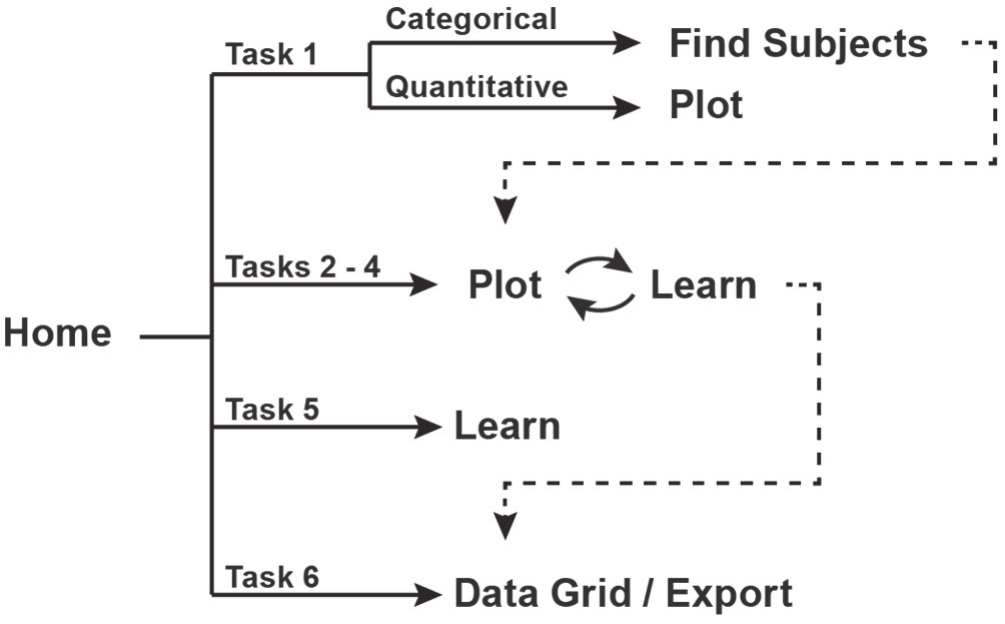 Categorical
Task 1
Find Subjects
Quantitative
Plot
Tasks 2 - 4
Plot
Learn
Home
Task 5
Learn
Task 6
Data Grid / Export